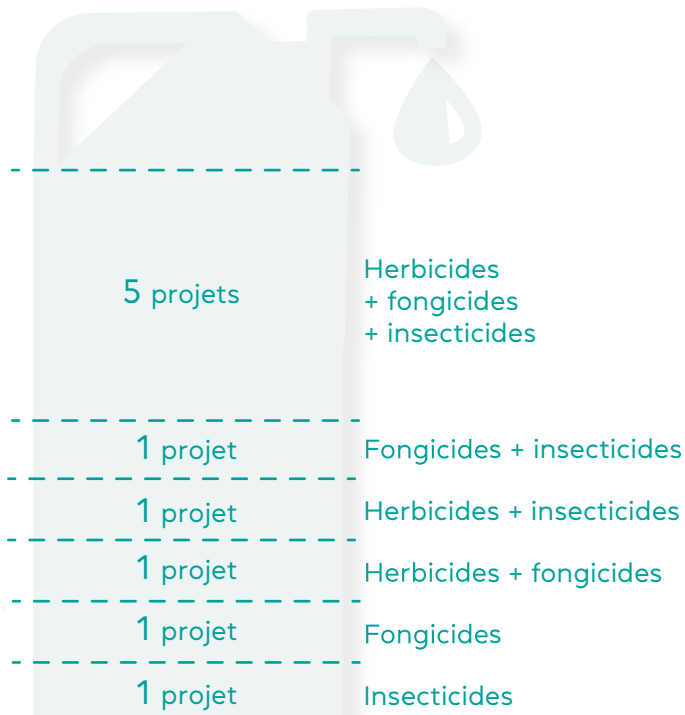 5 projets
Herbicides
+ fongicides
+ insecticides
1 projet
Fongicides + insecticides
1 projet
Herbicides + insecticides
1 projet
Herbicides + fongicides
1 projet
Fongicides
1 projet
Insecticides